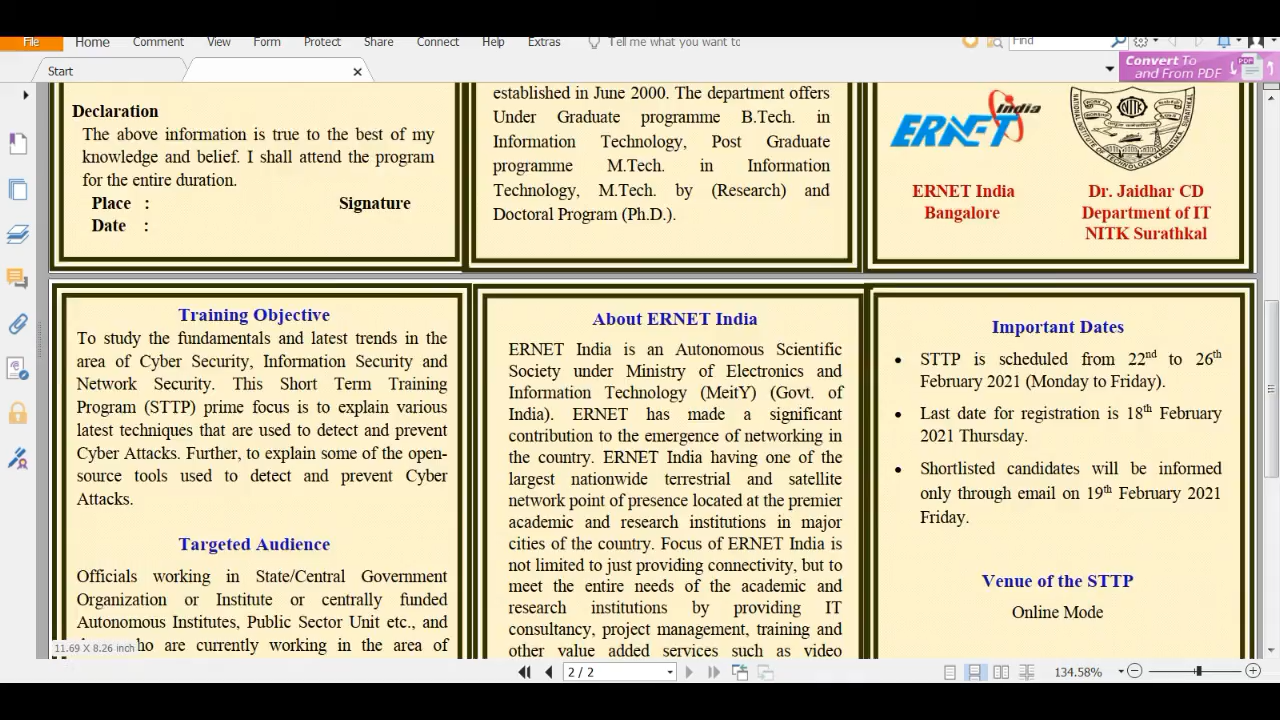 File Home Comment View Form Protect Share Connect Help Extras Tell me what you want to Find
Start
Convert To
and From PDF
PDF
Declaration
The above information is true to the best of my
knowledge and belief. I shall attend the program
for the entire duration.
Place : Signature
Date :
established in June 2000. The department offers
Under Graduate programme B.Tech. in
Information Technology, Post Graduate
programme M.Tech. in Information
Technology, M.Tech. by (Research) and
Doctoral Program (Ph.D.).
India
ERNET
NITK
ERNET India
Bangalore
Dr. Jaidhar CD
Department of IT
NITK Surathkal
Training Objective
To study the fundamentals and latest trends in the
area of Cyber Security, Information Security and
Network Security. This Short Term Training
Program (STTP) prime focus is to explain various
latest techniques that are used to detect and prevent
Cyber Attacks. Further, to explain some of the open-
source tools used to detect and prevent Cyber
Attacks.
Targeted Audience
Officials working in State/Central Government
Organization or Institute or centrally funded
Autonomous Institutes, Public Sector Unit etc., and
who are currently working in the area of
About ERNET India
ERNET India is an Autonomous Scientific
Society under Ministry of Electronics and
Information Technology (MeitY) (Govt. of
India). ERNET has made a significant
contribution to the emergence of networking in
the country. ERNET India having one of the
largest nationwide terrestrial and satellite
network point of presence located at the premier
academic and research institutions in major
cities of the country. Focus of ERNET India is
not limited to just providing connectivity, but to
meet the entire needs of the academic and
research institutions by providing IT
consultancy, project management, training and
other value added services such as video
Important Dates
• STTP is scheduled from 22nd to 26th
February 2021 (Monday to Friday).
• Last date for registration is 18th February
2021 Thursday.
• Shortlisted candidates will be informed
only through email on 19th February 2021
Friday.
Venue of the STTP
Online Mode
11.69 X 8.26 inch
2 / 2
134.58%